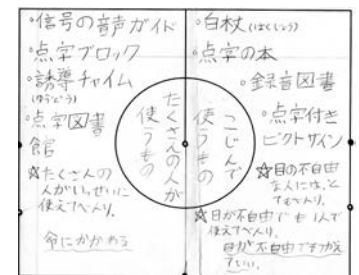 ・信号の音声ガイド
・点字ブロック
・誘導チャイム
(ゆうどう)
・点字図書
館
☆たくさんの
人がいっせいに
使えてべんり。
命にかかわる
たくさんの人が
使うもの
・白杖(はくじょう)
・点字の本
・録音図書
・点字付き
ピクトサイン
こじんで
使うもの
☆目の不自由
な人には、と
てもべんり。
☆目が不自由でも1人で
使えてべんり。
目が不自由でもつかえ
ていい。